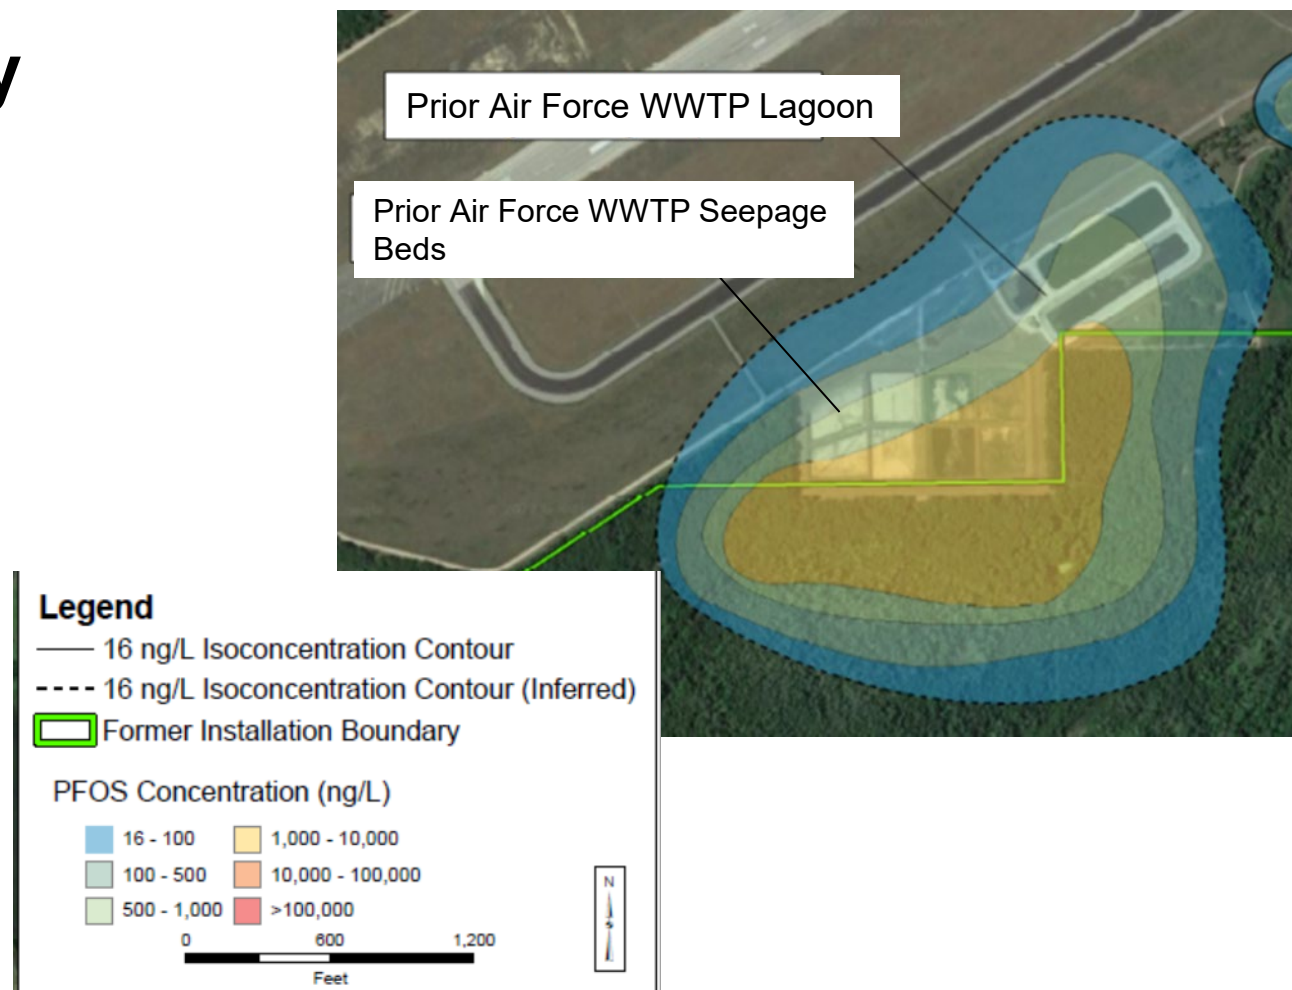 y
Prior Air Force WWTP Lagoon
Prior Air Force WWTP Seepage
Beds
Legend
16 ng/L Isoconcentration Contour
16 ng/L Isoconcentration Contour (Inferred)
Former Installation Boundary
PFOS Concentration (ng/L)
16 - 100
1,000 - 10,000
100 - 500
10,000 - 100,000
500 - 1,000
>100,000
0 600 1,200
Feet
N